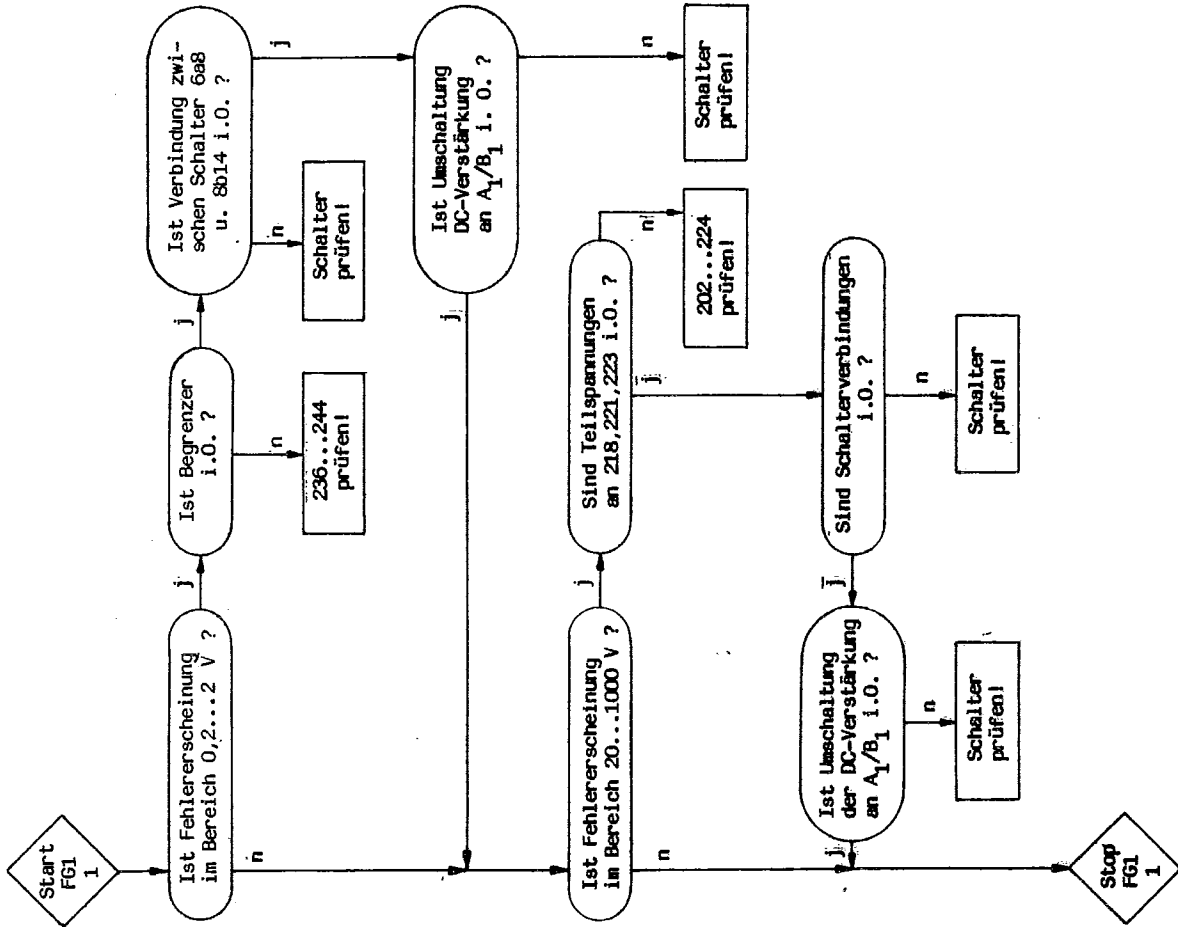 Start
FG1
1
Ist Fehlererscheinung
im Bereich 0,2...2 V ?
j
n
Ist Begrenzer
i.O. ?
j
n
236...244
prüfen!
Ist Verbindung zwi-
schen Schalter 6a8
u. 8b14 i.O. ?
n
j
Schalter
prüfen!
Ist Umschaltung
DC-Verstärkung
an A1/B1 i. O. ?
j
n
Schalter
prüfen!
Ist Fehlererscheinung
im Bereich 20...1000 V ?
j
n
Sind Teilspannungen
an 218,221,223 i.O. ?
j
n
202...224
prüfen!
Sind Schalterverbindungen
i.O. ?
j
n
Schalter
prüfen!
Ist Umschaltung
der DC-Verstärkung
an A1/B1 i.O. ?
j
n
Schalter
prüfen!
Stop
FG1
1